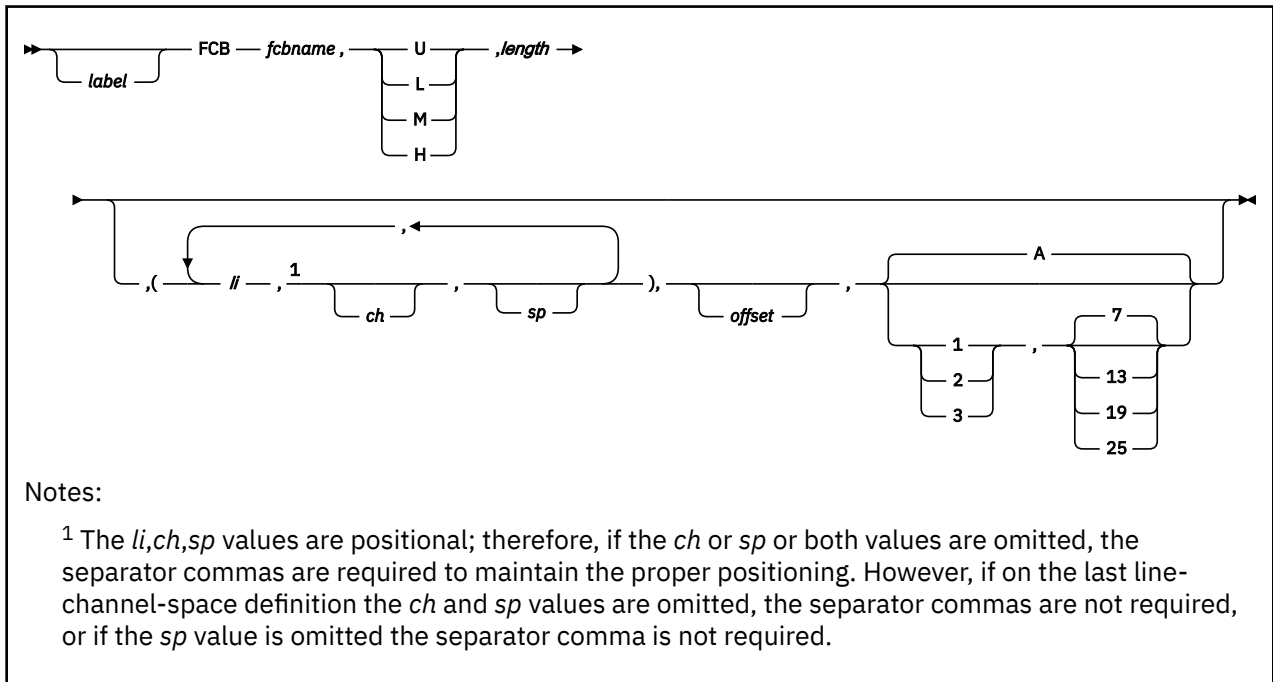 label FCB fcbname , U ,length
L
M
H
,
A
,( li , 1 ch , sp ), offset ,
1 , 7
2 13
3 19
25
Notes:
1 The li,ch,sp values are positional; therefore, if the ch or sp or both values are omitted, the
separator commas are required to maintain the proper positioning. However, if on the last line-
channel-space definition the ch and sp values are omitted, the separator commas are not required,
or if the sp value is omitted the separator comma is not required.